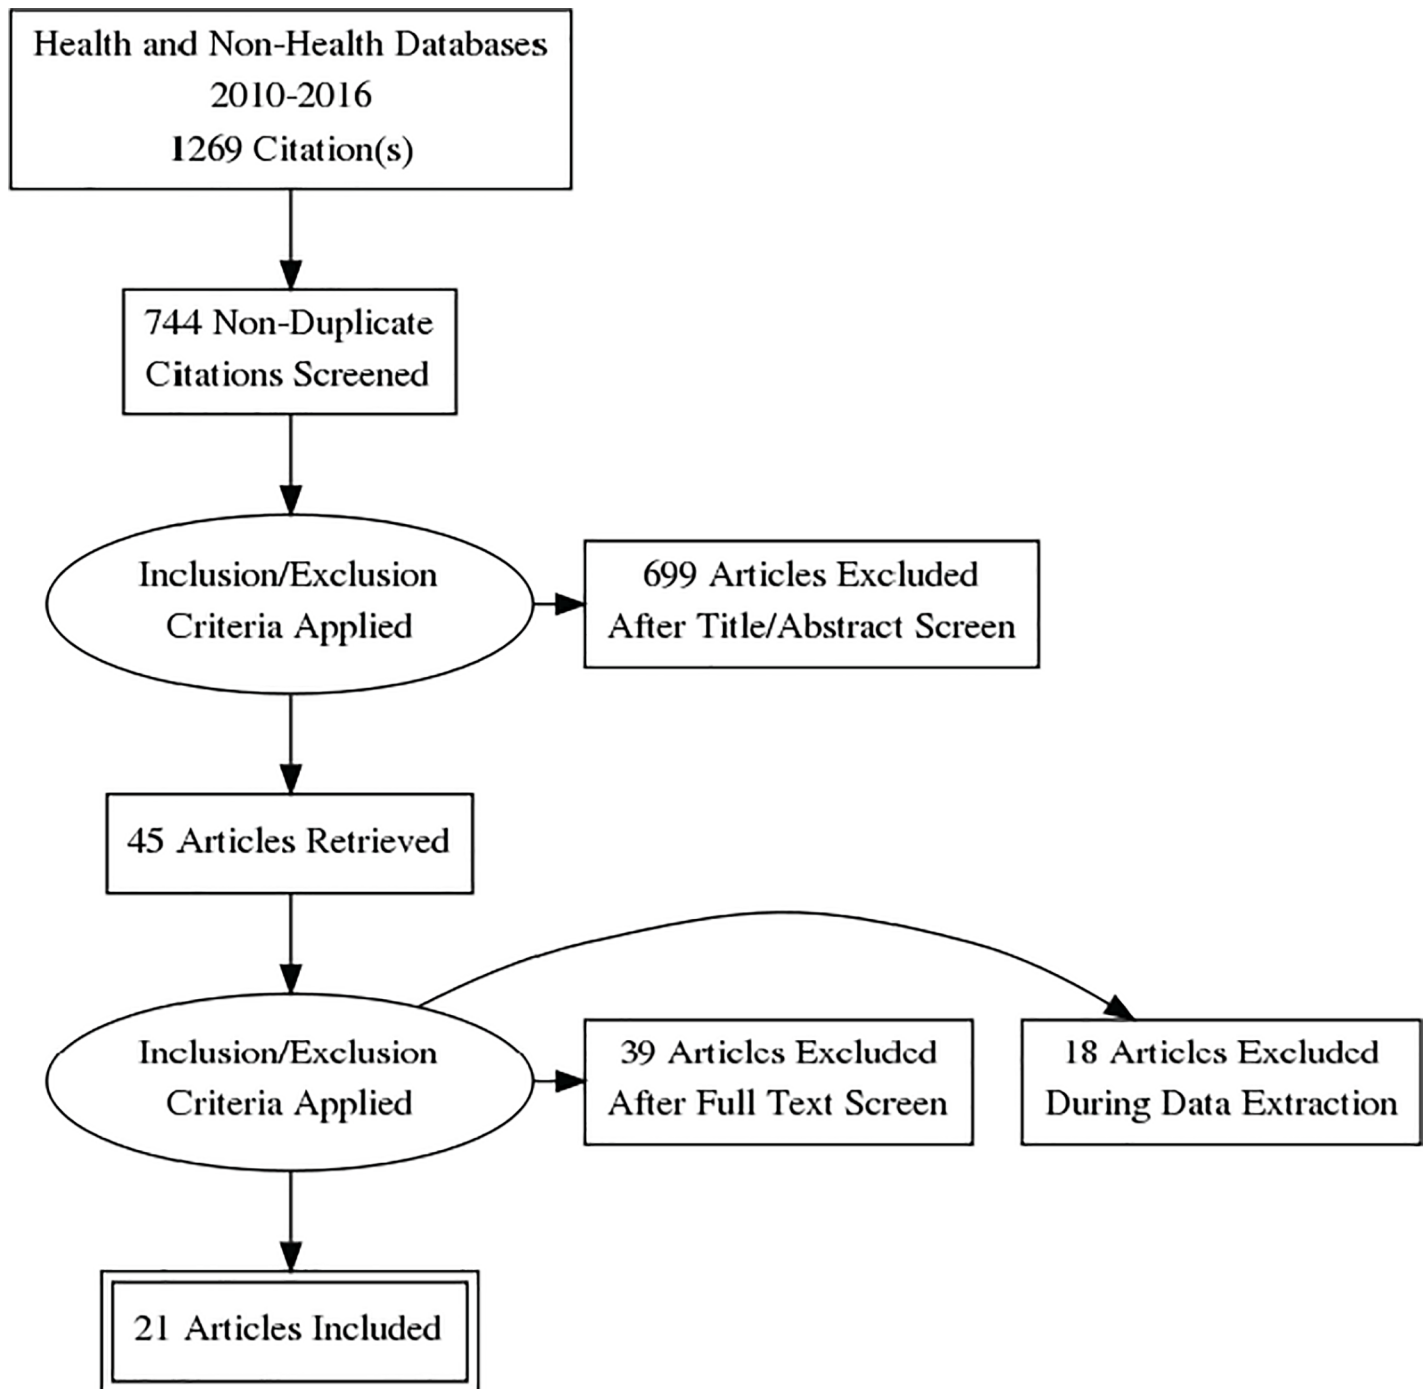 Health and Non-Health Databases
2010-2016
1269 Citation(s)
744 Non-Duplicate
Citations Screened
Inclusion/Exclusion
Criteria Applied
699 Articles Excluded
After Title/Abstract Screen
45 Articles Retrieved
Inclusion/Exclusion
Criteria Applied
39 Articles Excluded
After Full Text Screen
18 Articles Excluded
During Data Extraction
21 Articles Included